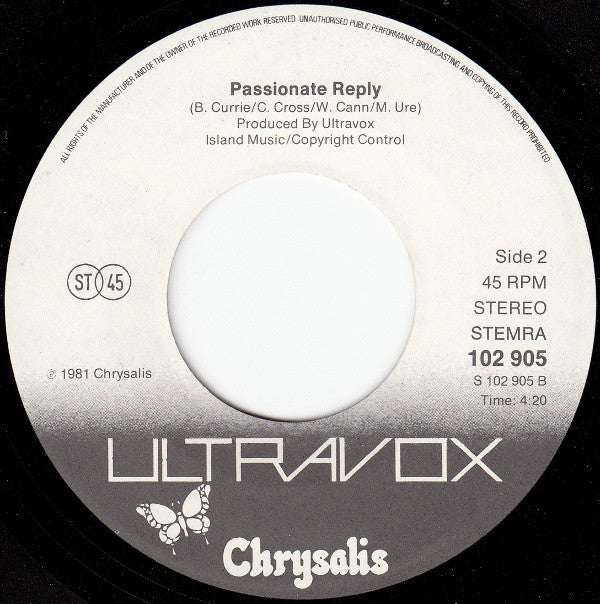 ALL RIGHTS OF THE MANUFACTURER AND OF THE OWNER OF THE RECORDED WORK RESERVED · UNAUTHORISED PUBLIC PERFORMANCE BROADCASTING AND COPYING OF THIS RECORD PROHIBITED
Passionate Reply
(B. Currie/C. Cross/W. Cann/M. Ure)
Produced By Ultravox
Island Music/Copyright Control
ST 45
Side 2
45 RPM
STEREO
STEMRA
102 905
S 102 905 B
Time: 4:20
℗ 1981 Chrysalis
ULTRAVOX
Chrysalis